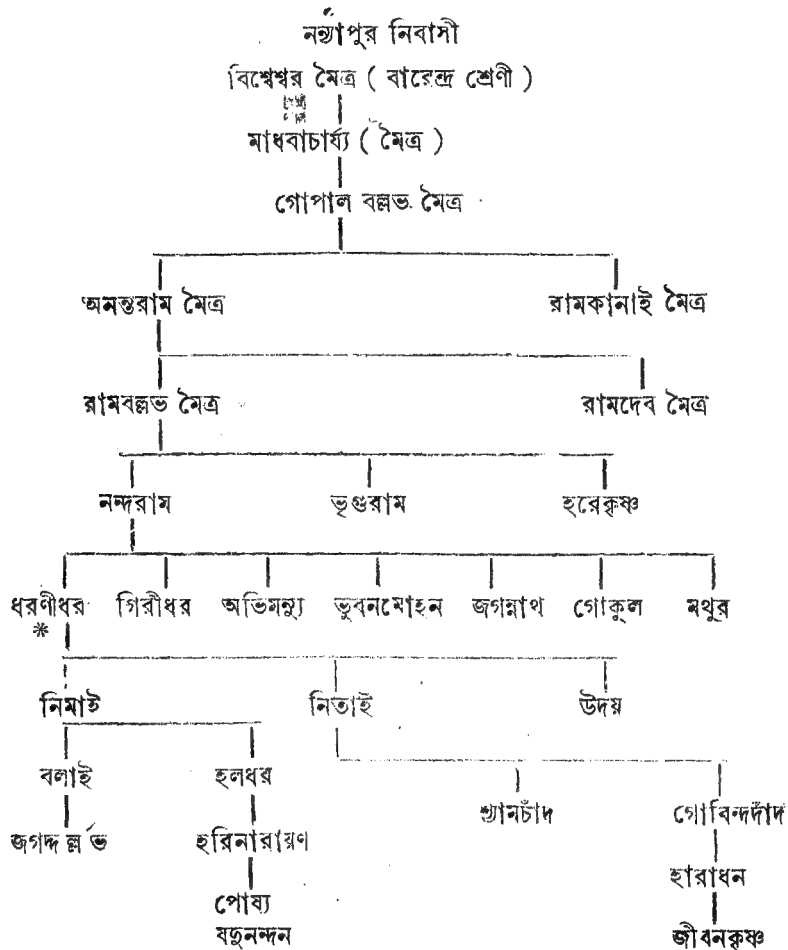 নন্যাপুর নিবাসী
বিশ্বেশ্বর মৈত্র ( বারেন্দ্র শ্রেণী )
মাধবাচার্য্য ( মৈত্র )
গোপাল বল্লভ মৈত্র
অনন্তরাম মৈত্র রামকানাই মৈত্র
রামবল্লভ মৈত্র রামদেব মৈত্র
নন্দরাম ভৃগুরাম হরেকৃষ্ণ
ধরণীধর গিরীধর অভিমন্যু ভুবনমোহন জগন্নাথ গোকুল মথুর
*
নিমাই নিতাই উদয়
বলাই হলধর
শ্যামচাঁদ গোবিন্দচাঁদ
জগদ্দুর্ল্লভ হরিনারায়ণ
হারাধন
পোষ্য
যদুনন্দন জীবনকৃষ্ণ